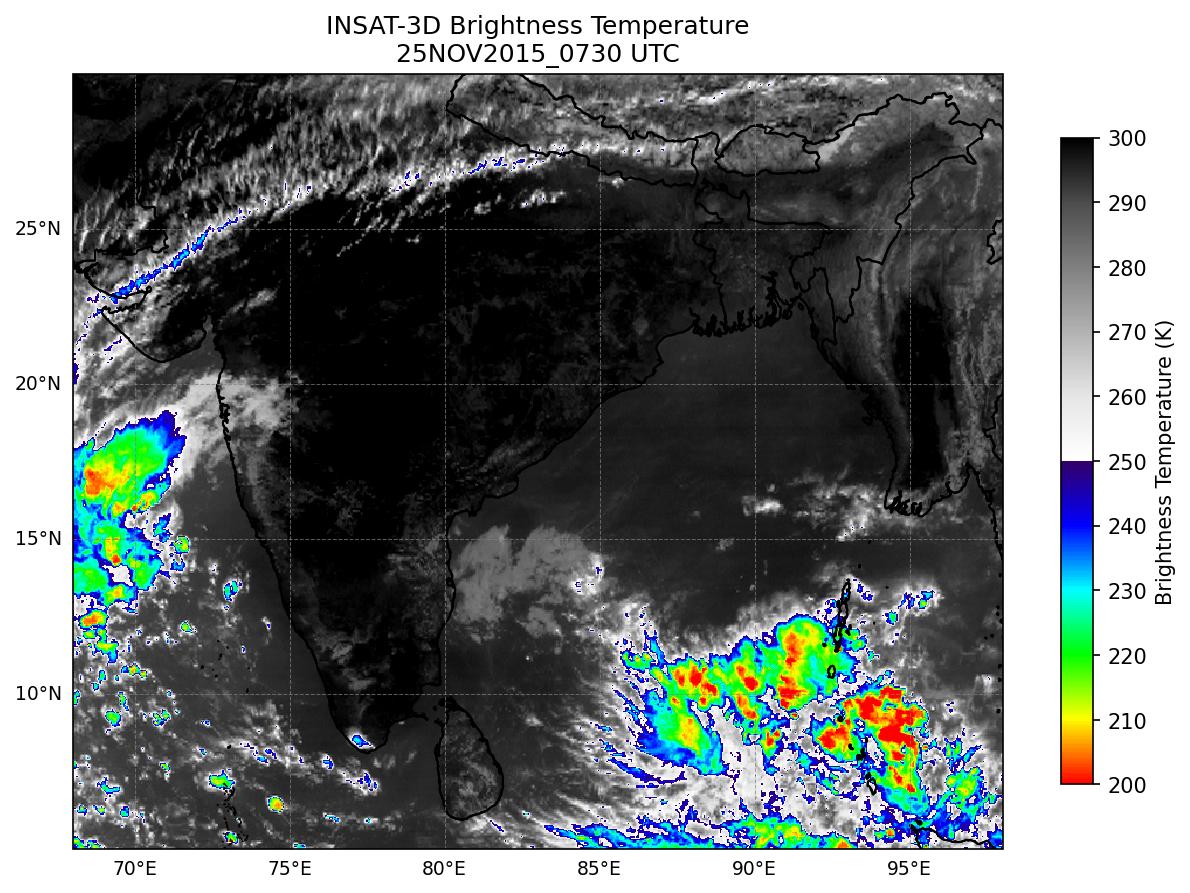 INSAT-3D Brightness Temperature
25NOV2015_0730 UTC
25°N
20°N
15°N
10°N
70°E
75°E
80°E
85°E
90°E
95°E
300
290
280
270
260
250
240
230
220
210
200
Brightness Temperature (K)